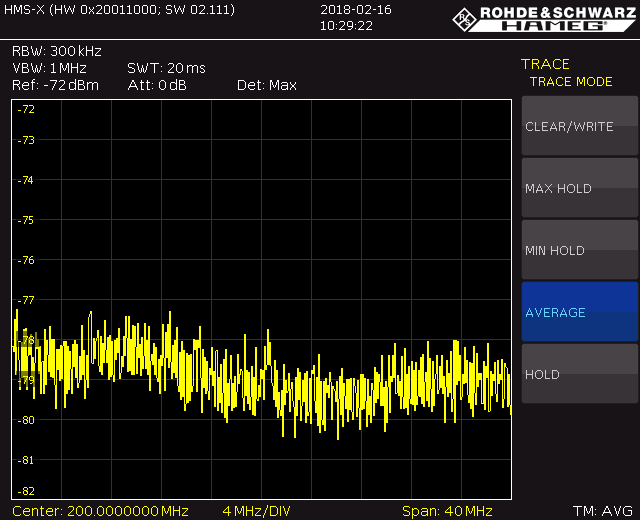 HMS-X (HW 0x20011000; SW 02.111)
2018-02-16
10:29:22
ROHDE & SCHWARZ
HAMEG
RBW: 300 kHz
VBW: 1 MHz SWT: 20 ms
Ref: -72 dBm Att: 0 dB Det: Max
TRACE
TRACE MODE
CLEAR/WRITE
MAX HOLD
MIN HOLD
AVERAGE
HOLD
-72
-73
-74
-75
-76
-77
-78
-79
-80
-81
-82
Center: 200.0000000 MHz 4 MHz/DIV Span: 40 MHz TM: AVG